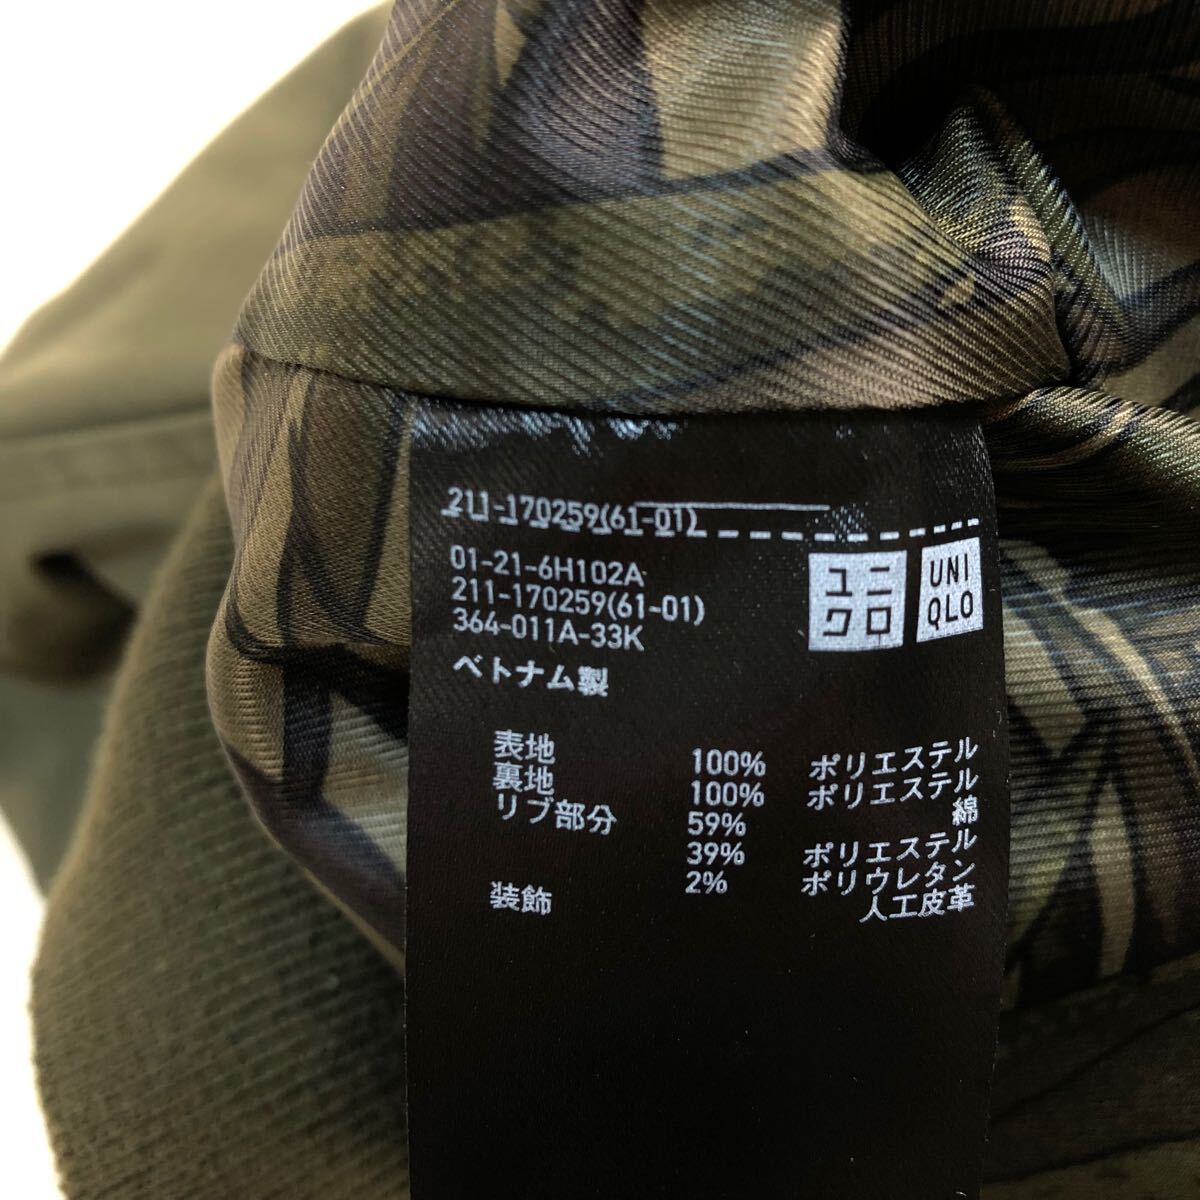 211-170259(61-01)
01-21-6H102A
211-170259(61-01)
364-011A-33K
ベトナム製
ユニ
クロ
UNI
QLO
表地 100% ポリエステル
裏地 100% ポリエステル
リブ部分 59% 綿
39% ポリエステル
2% ポリウレタン
装飾 人工皮革